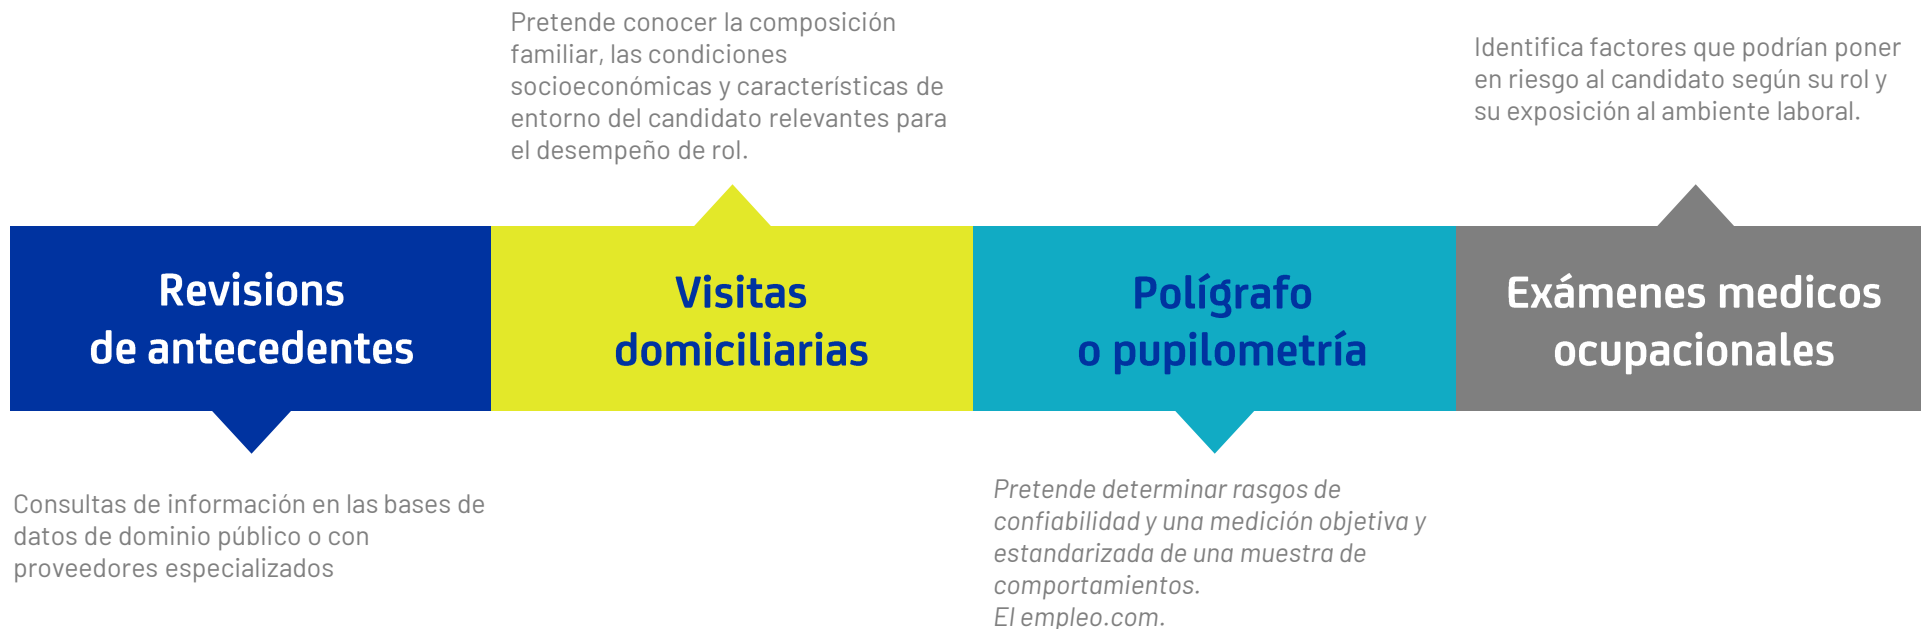 Pretende conocer la composición
familiar, las condiciones
socioeconómicas y características de
entorno del candidato relevantes para
el desempeño de rol.
Identifica factores que podrían poner
en riesgo al candidato según su rol y
su exposición al ambiente laboral.
Revisions
de antecedentes
Visitas
domiciliarias
Polígrafo
o pupilometría
Exámenes medicos
ocupacionales
Consultas de información en las bases de
datos de dominio público o con
proveedores especializados
Pretende determinar rasgos de
confiabilidad y una medición objetiva y
estandarizada de una muestra de
comportamientos.
El empleo.com.